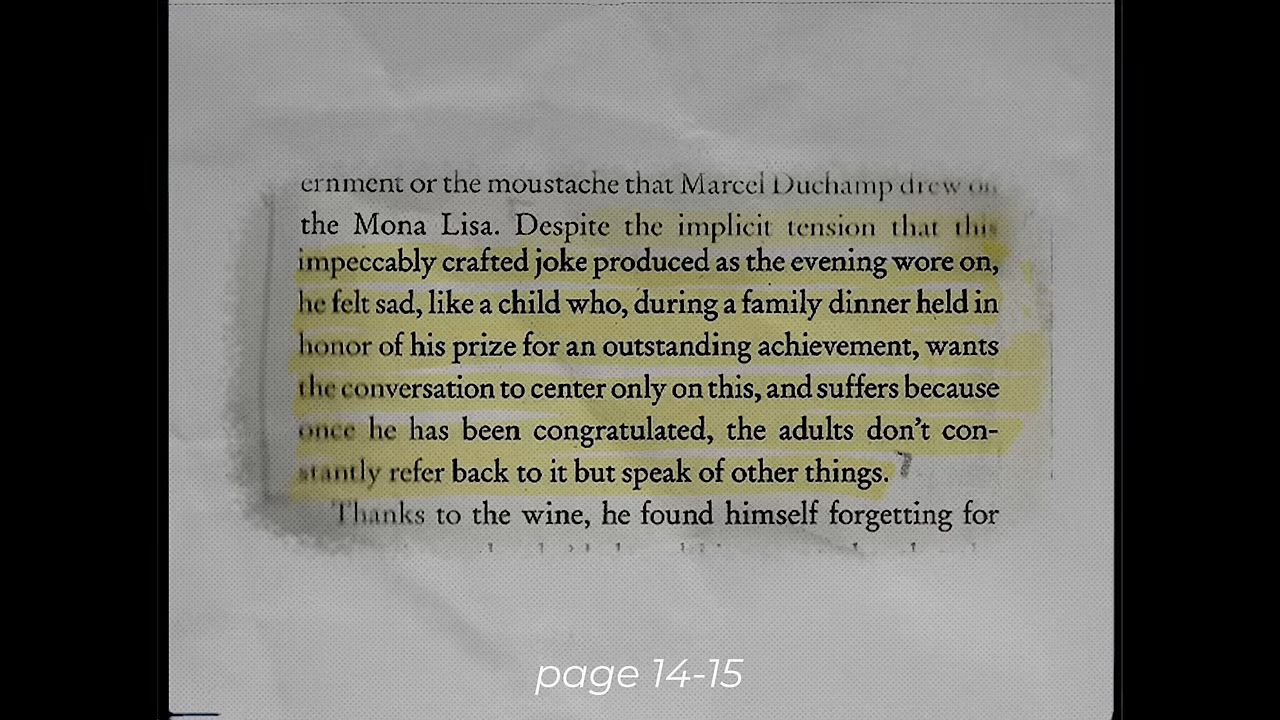 ernment or the moustache that Marcel Duchamp drew on
the Mona Lisa. Despite the implicit tension that this
impeccably crafted joke produced as the evening wore on,
he felt sad, like a child who, during a family dinner held in
honor of his prize for an outstanding achievement, wants
the conversation to center only on this, and suffers because
once he has been congratulated, the adults don’t con-
stantly refer back to it but speak of other things.
Thanks to the wine, he found himself forgetting for
page 14-15